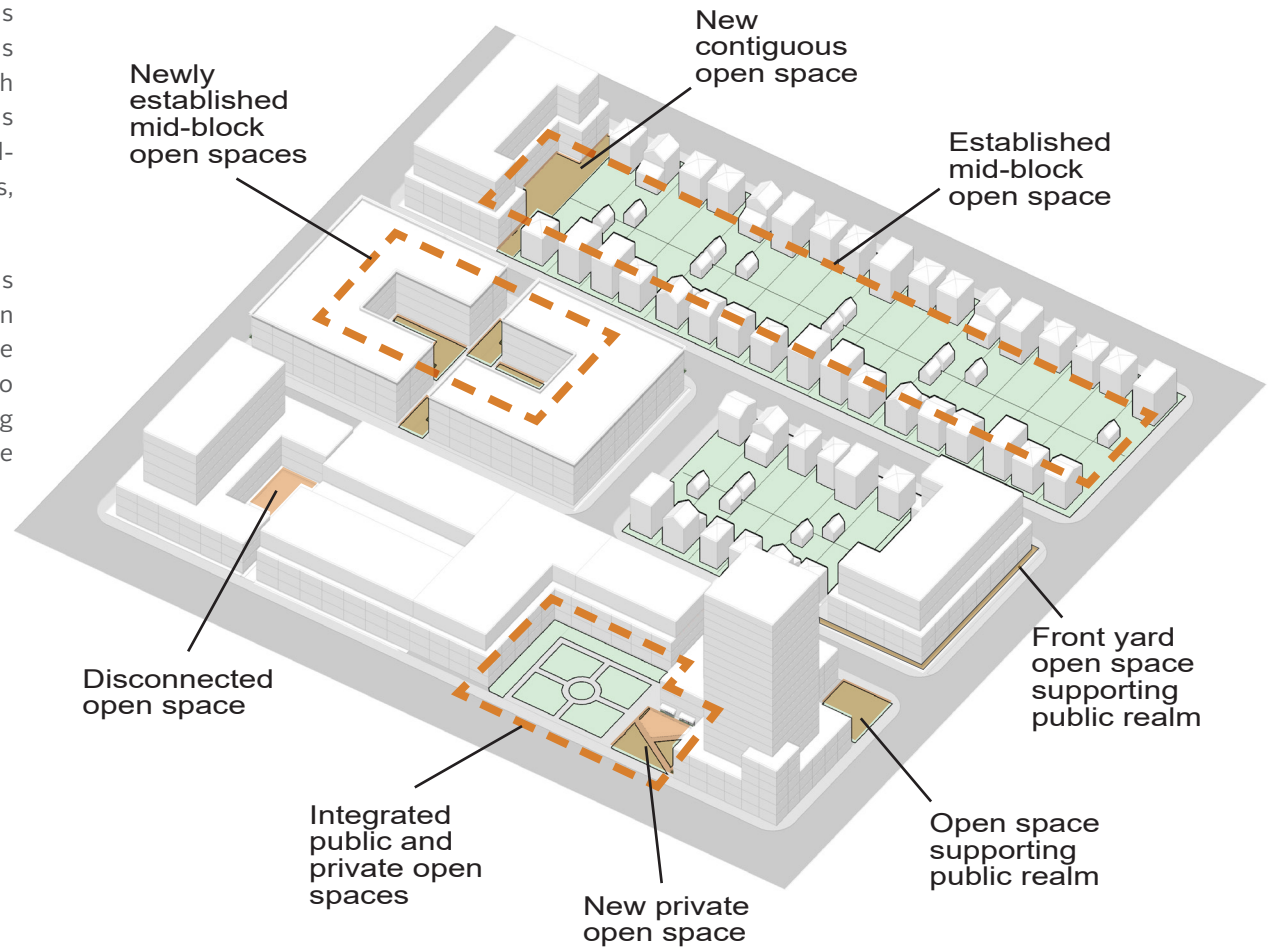 s
s
h
s
l-
s,
s
n
e
o
g
e
New
contiguous
open space
Newly
established
mid-block
open spaces
Established
mid-block
open space
Disconnected
open space
Front yard
open space
supporting
public realm
Integrated
public and
private open
spaces
Open space
supporting
public realm
New private
open space